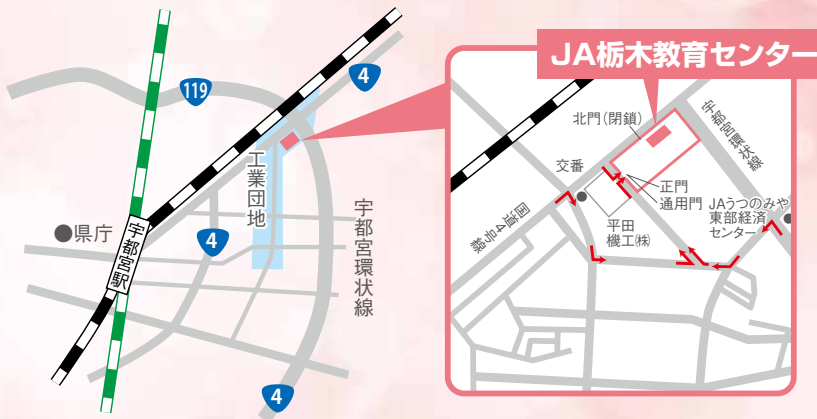 119
4
工業団地
●県庁
宇都宮駅
4
宇都宮環状線
4
JA栃木教育センター
北門（閉鎖）
宇都宮環状線
交番
正門
通用門
JAうつのみや
東部経済
センター
平田
機工㈱
国道4号線